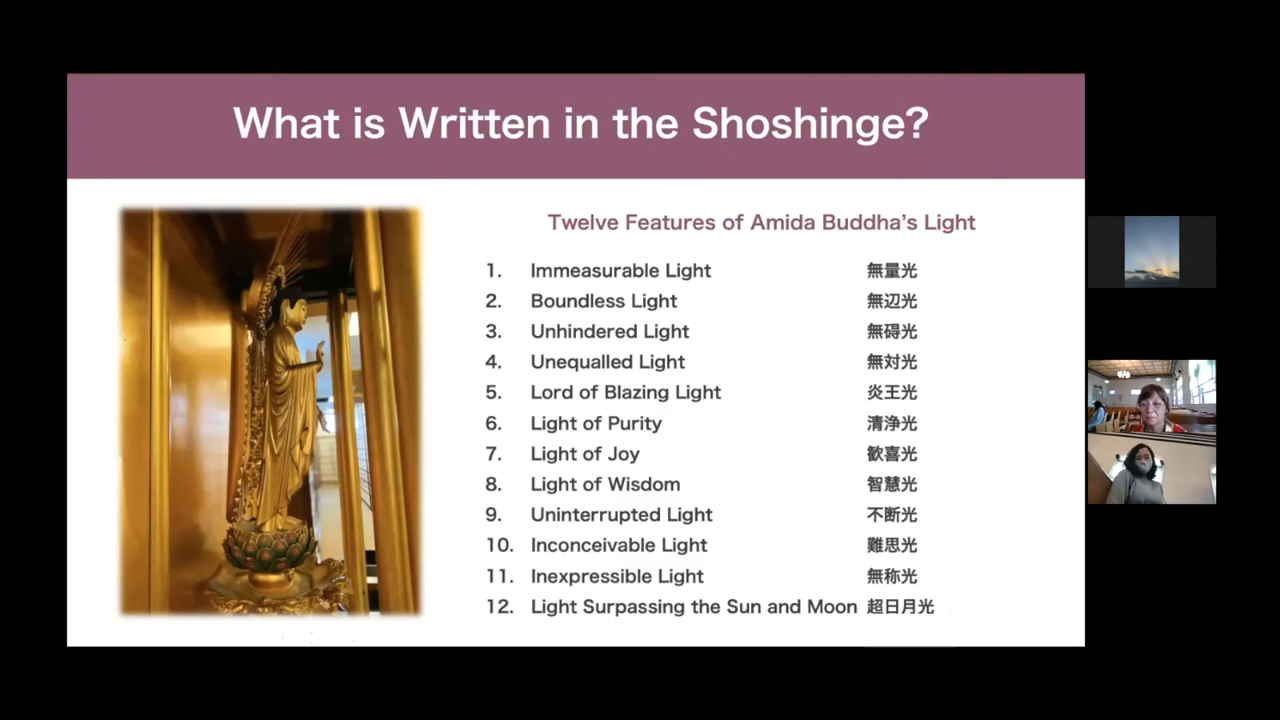 What is Written in the Shoshinge?
Twelve Features of Amida Buddha’s Light
1. Immeasurable Light 無量光
2. Boundless Light 無辺光
3. Unhindered Light 無碍光
4. Unequalled Light 無対光
5. Lord of Blazing Light 炎王光
6. Light of Purity 清浄光
7. Light of Joy 歓喜光
8. Light of Wisdom 智慧光
9. Uninterrupted Light 不断光
10. Inconceivable Light 難思光
11. Inexpressible Light 無称光
12. Light Surpassing the Sun and Moon 超日月光